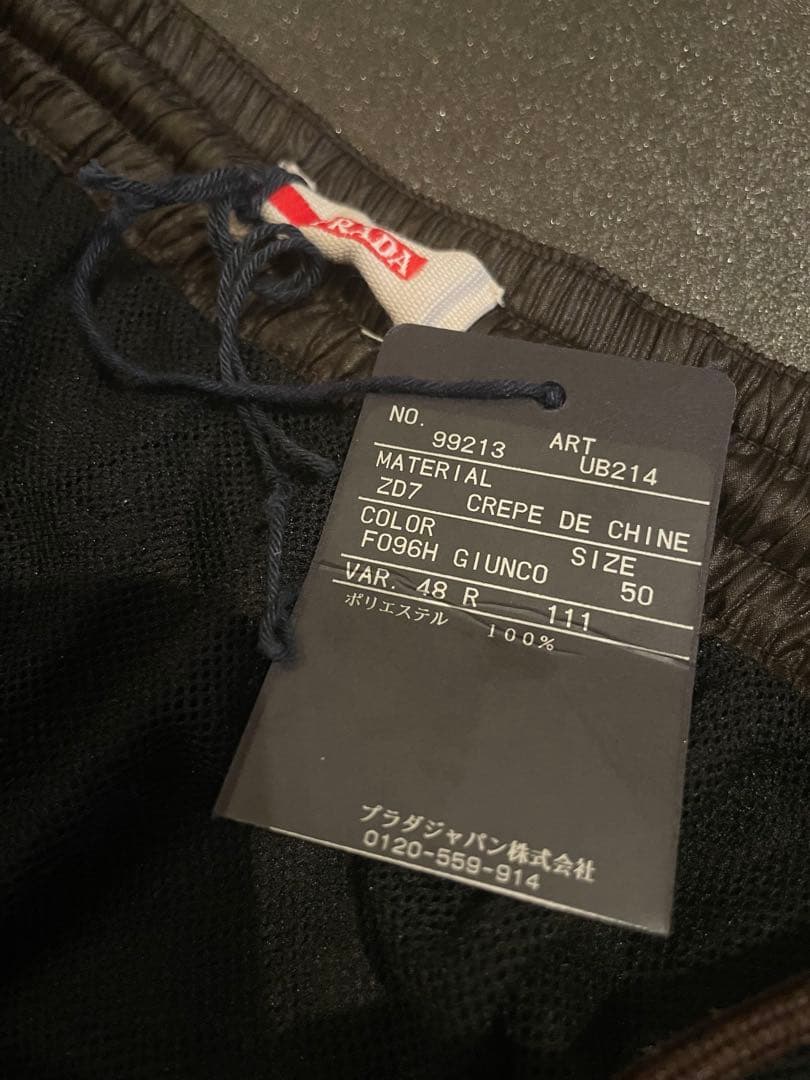 PRADA
NO. ART
99213 UB214
MATERIAL
ZD7 CREPE DE CHINE
COLOR SIZE
F096H GIUNCO 50
VAR. 48 R 111
ポリエステル 100%
プラダジャパン株式会社
0120-559-914